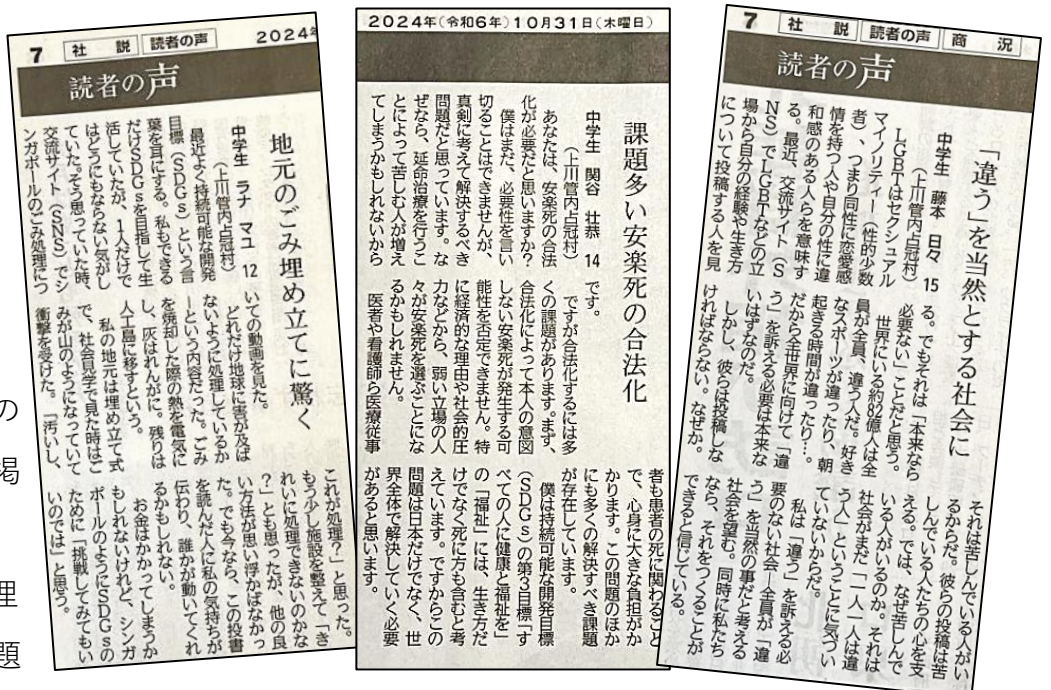 の
掲
理
題
7 社説 読者の声 2024年
読者の声
地元のごみ埋め立てに驚く
中学生 ラナ マユ 12
(上川管内占冠村)
最近よく持続可能な開発
目標(SDGs)という言
葉を耳にする。私もできる
だけSDGsを目指して生
活していたが、1人だけで
はどうにもならない気がし
ていた。そう思っていた時、
交流サイト(SNS)でシ
ンガポールのごみ処理につ
いての動画を見た。
どれだけ地球に害が及ば
ないように処理しているか
―という内容だった。ごみ
を焼却した際の熱を電気に
し、灰はれんがに。残りは
人工島に移すという。
私の地元は埋め立て式
で、社会見学で見た時はご
みが山のようになっていて
衝撃を受けた。「汚いし、
これが処理?」と思った。
もう少し施設を整えて「き
れいに処理できないのかな
?」とも思ったが、他の良
い方法が思い浮かばなかっ
た。でも今なら、この投書
を読んだ人に私の気持ちが
伝わり、誰かが動いてくれ
るかもしれない。
お金はかかってしまうか
もしれないけれど、シンガ
ポールのようにSDGsの
ために「挑戦してみてもい
いのでは」と思う。
2024年(令和6年)10月31日(木曜日)
課題多い安楽死の合法化
中学生 関谷 壮恭 14
(上川管内占冠村)
あなたは、安楽死の合法
化が必要だと思いますか?
僕はまだ、必要性を言い
切ることはできませんが、
真剣に考えて解決するべき
問題だと思っています。な
ぜなら、延命治療を行うこ
とによって苦しむ人が増え
てしまうかもしれないから
です。
ですが合法化するには多
くの課題があります。まず、
合法化によって本人の意図
しない安楽死が発生する可
能性を否定できません。特
に経済的な理由や社会的圧
力などから、弱い立場の人
々が安楽死を選ぶことにな
るかもしれません。
医者や看護師ら医療従事
者も患者の死に関わること
で、心身に大きな負担がか
かります。この問題のほか
にも多くの解決すべき課題
が存在しています。
僕は持続可能な開発目標
(SDGs)の第3目標「す
べての人に健康と福祉を」
の「福祉」には、生き方だ
けでなく死に方も含むと考
えています。ですからこの
問題は日本だけでなく、世
界全体で解決していく必要
があると思います。
7 社説 読者の声 商況
読者の声
「違う」を当然とする社会に
中学生 藤本 日々 15
(上川管内占冠村)
LGBTはセクシュアル
マイノリティー(性的少数
者)、つまり同性に恋愛感
情を持つ人や自分の性に違
和感のある人らを意味す
る。最近、交流サイト(S
NS)でLGBTなどの立
場から自分の経験や生き方
について投稿する人を見
る。でもそれは「本来なら
必要ない」ことだと思う。
世界にいる約82億人は全
員が全員、違う人だ。好き
なスポーツが違ったり、朝
起きる時間が違ったり…。
だから全世界に向けて「違
う」を訴える必要は本来な
いはずなのだ。
しかし、彼らは投稿しな
ければならない。なぜか。
それは苦しんでいる人がい
るからだ。彼らの投稿は苦
しんでいる人たちの心を支
える。では、なぜ苦しんで
いる人がいるのか。それは
社会がまだ「一人一人は違
う人」ということに気づい
ていないからだ。
私は「違う」を訴える必
要のない社会―全員が「違
う」を当然の事だと考える
社会を望む。同時に私たち
なら、それをつくることが
できると信じている。